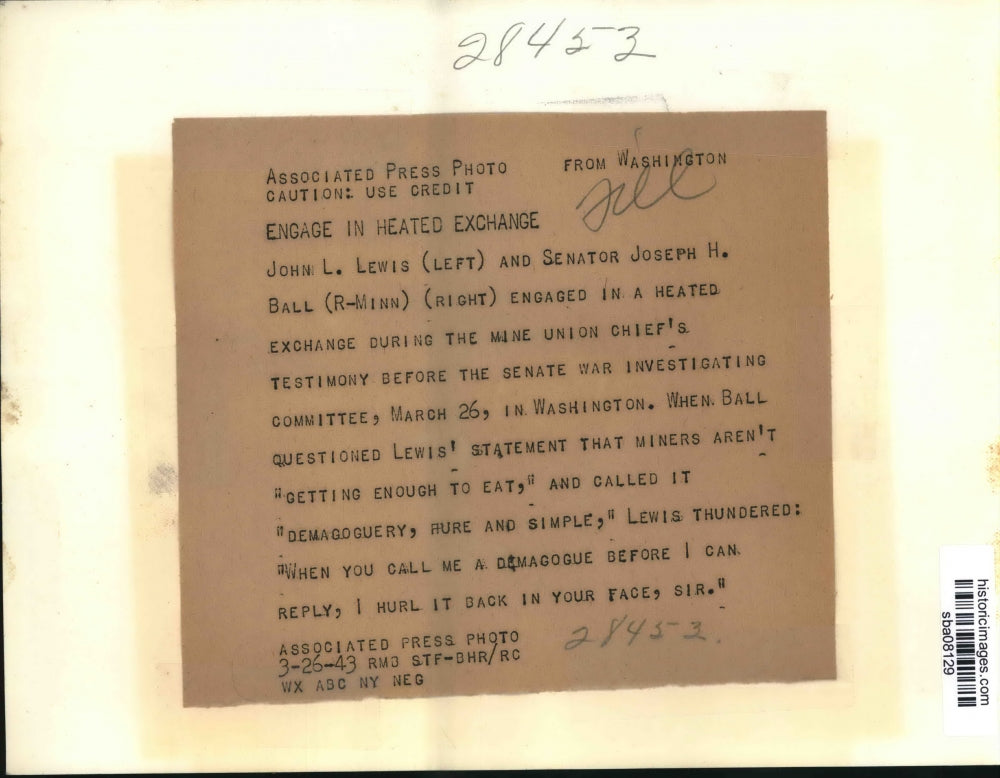 28453
ASSOCIATED PRESS PHOTO FROM WASHINGTON
CAUTION: USE CREDIT
ENGAGE IN HEATED EXCHANGE
JOHN L. LEWIS (LEFT) AND SENATOR JOSEPH H.
BALL (R-MINN) (RIGHT) ENGAGED IN A HEATED
EXCHANGE DURING THE MINE UNION CHIEF'S
TESTIMONY BEFORE THE SENATE WAR INVESTIGATING
COMMITTEE, MARCH 26, IN WASHINGTON. WHEN BALL
QUESTIONED LEWIS' STATEMENT THAT MINERS AREN'T
"GETTING ENOUGH TO EAT," AND CALLED IT
"DEMAGOGUERY, PURE AND SIMPLE," LEWIS THUNDERED:
"WHEN YOU CALL ME A DEMAGOGUE BEFORE I CAN
REPLY, I HURL IT BACK IN YOUR FACE, SIR."
ASSOCIATED PRESS PHOTO
3-26-43 RMB STF-BHR/RC
WX ABC NY NEG
28453.
historicimages.com
sba08129